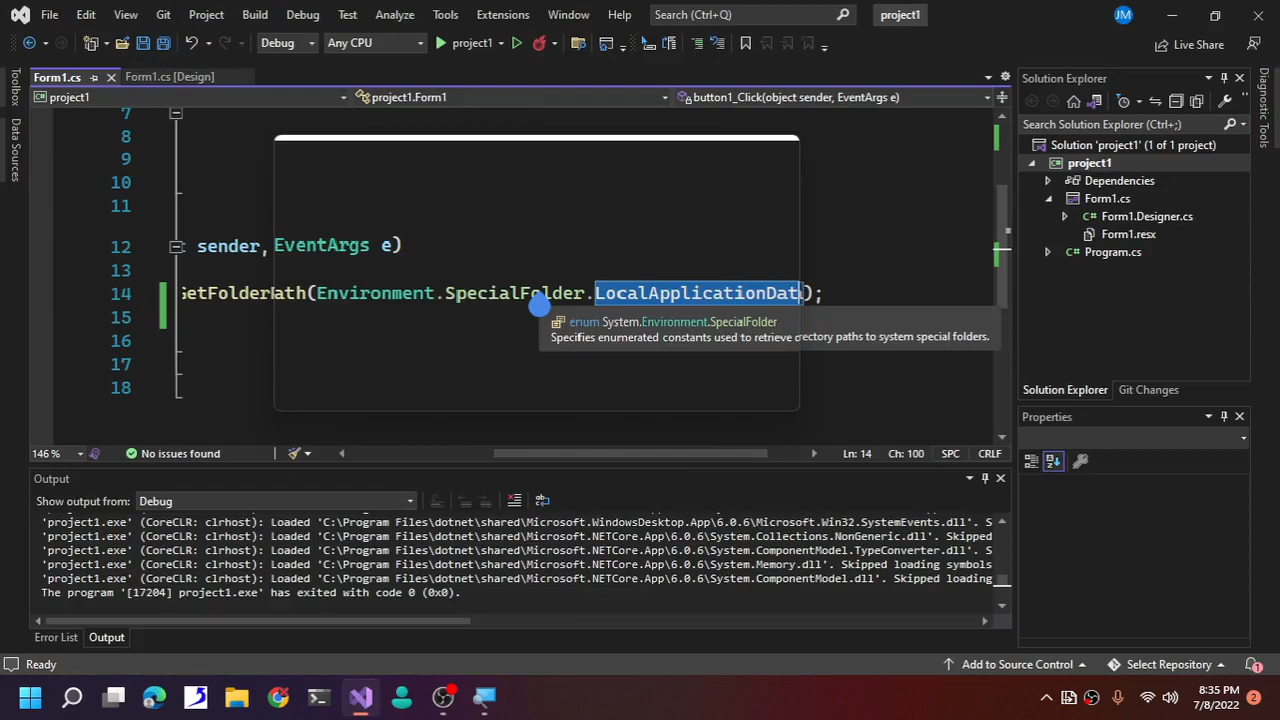 File Edit View Git Project Build Debug Test Analyze Tools Extensions Window Help Search (Ctrl+Q) project1 JM
Debug Any CPU project1 Live Share
Form1.cs Form1.cs [Design]
project1 project1.Form1 button1_Click(object sender, EventArgs e)
Toolbox
Data Sources
7
8
9
10
11
12 : sender, EventArgs e)
13
14 GetFolderPath(Environment.SpecialFolder.LocalApplicationData);
15
enum System.Environment.SpecialFolder
Specifies enumerated constants used to retrieve directory paths to system special folders.
16
17
18
146 % No issues found Ln: 14 Ch: 100 SPC CRLF
Output
Show output from: Debug
'project1.exe' (CoreCLR: clrhost): Loaded 'C:\Program Files\dotnet\shared\Microsoft.WindowsDesktop.App\6.0.6\Microsoft.Win32.SystemEvents.dll'. S
'project1.exe' (CoreCLR: clrhost): Loaded 'C:\Program Files\dotnet\shared\Microsoft.NETCore.App\6.0.6\System.Collections.NonGeneric.dll'. Skipped
'project1.exe' (CoreCLR: clrhost): Loaded 'C:\Program Files\dotnet\shared\Microsoft.NETCore.App\6.0.6\System.ComponentModel.TypeConverter.dll'. S
'project1.exe' (CoreCLR: clrhost): Loaded 'C:\Program Files\dotnet\shared\Microsoft.NETCore.App\6.0.6\System.Memory.dll'. Skipped loading symbols
'project1.exe' (CoreCLR: clrhost): Loaded 'C:\Program Files\dotnet\shared\Microsoft.NETCore.App\6.0.6\System.ComponentModel.dll'. Skipped loading
The program '[17204] project1.exe' has exited with code 0 (0x0).
Error List Output
Solution Explorer
Search Solution Explorer (Ctrl+;)
Solution 'project1' (1 of 1 project)
project1
Dependencies
Form1.cs
Form1.Designer.cs
Form1.resx
Program.cs
Solution Explorer Git Changes
Properties
Diagnostic Tools
Ready Add to Source Control Select Repository 1
8:35 PM
7/8/2022
2